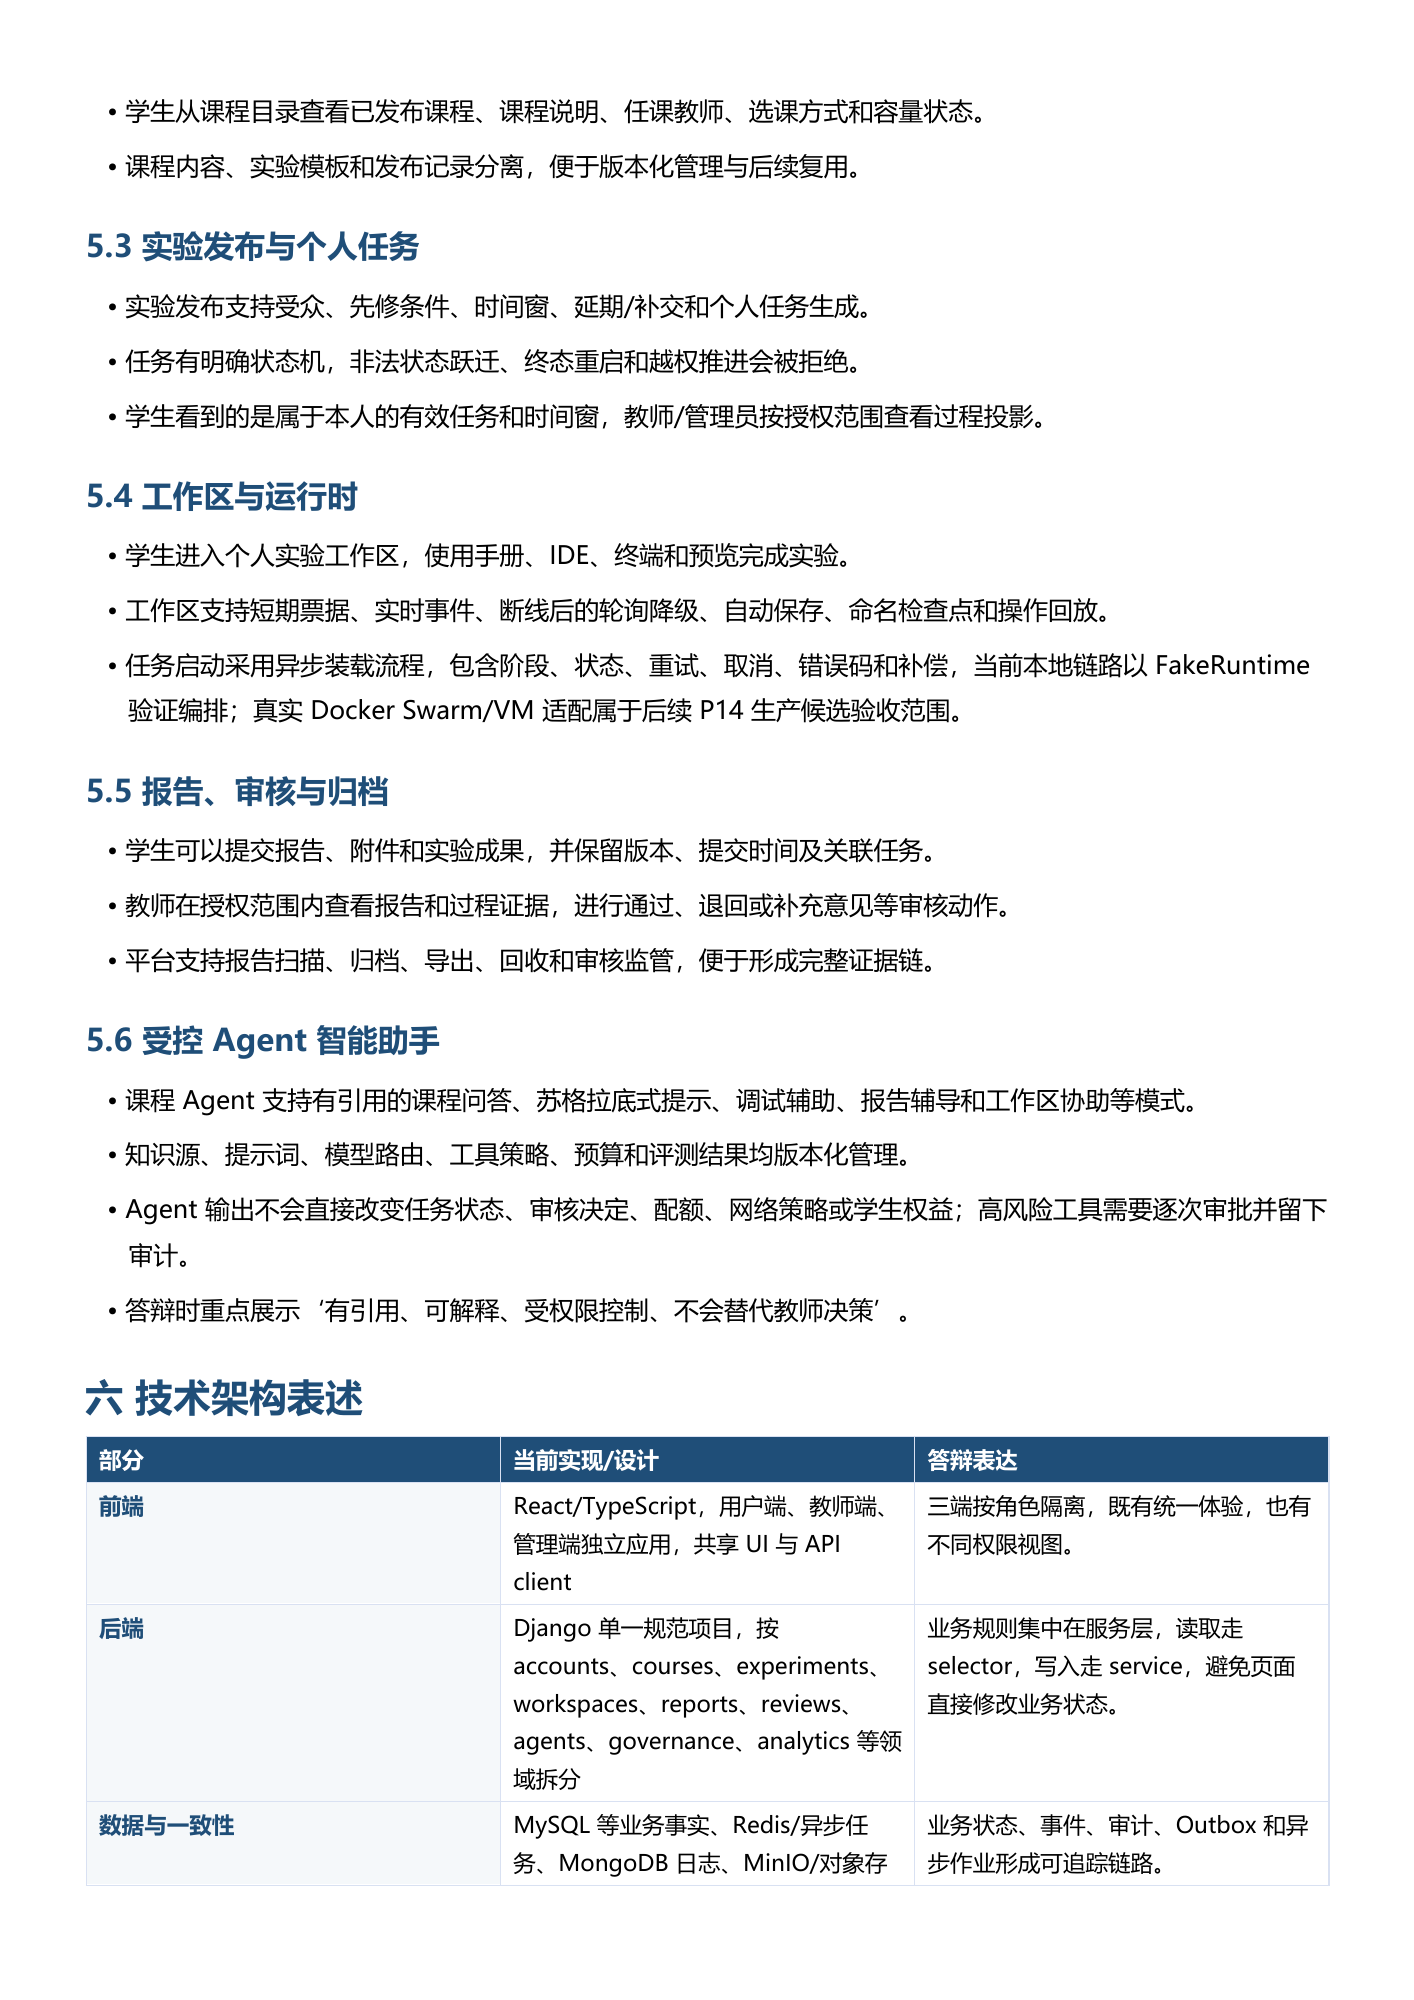 • 学生从课程目录查看已发布课程、课程说明、任课教师、选课方式和容量状态。
• 课程内容、实验模板和发布记录分离，便于版本化管理与后续复用。
5.3 实验发布与个人任务
• 实验发布支持受众、先修条件、时间窗、延期/补交和个人任务生成。
• 任务有明确状态机，非法状态跃迁、终态重启和越权推进会被拒绝。
• 学生看到的是属于本人的有效任务和时间窗，教师/管理员按授权范围查看过程投影。
5.4 工作区与运行时
• 学生进入个人实验工作区，使用手册、IDE、终端和预览完成实验。
• 工作区支持短期票据、实时事件、断线后的轮询降级、自动保存、命名检查点和操作回放。
• 任务启动采用异步装载流程，包含阶段、状态、重试、取消、错误码和补偿，当前本地链路以 FakeRuntime
验证编排；真实 Docker Swarm/VM 适配属于后续 P14 生产候选验收范围。
5.5 报告、审核与归档
• 学生可以提交报告、附件和实验成果，并保留版本、提交时间及关联任务。
• 教师在授权范围内查看报告和过程证据，进行通过、退回或补充意见等审核动作。
• 平台支持报告扫描、归档、导出、回收和审核监管，便于形成完整证据链。
5.6 受控 Agent 智能助手
• 课程 Agent 支持有引用的课程问答、苏格拉底式提示、调试辅助、报告辅导和工作区协助等模式。
• 知识源、提示词、模型路由、工具策略、预算和评测结果均版本化管理。
• Agent 输出不会直接改变任务状态、审核决定、配额、网络策略或学生权益；高风险工具需要逐次审批并留下
审计。
• 答辩时重点展示‘有引用、可解释、受权限控制、不会替代教师决策’。
六 技术架构表述
部分
当前实现/设计
答辩表达
前端
React/TypeScript，用户端、教师端、
管理端独立应用，共享 UI 与 API
client
三端按角色隔离，既有统一体验，也有
不同权限视图。
后端
Django 单一规范项目，按
accounts、courses、experiments、
workspaces、reports、reviews、
agents、governance、analytics 等领
域拆分
业务规则集中在服务层，读取走
selector，写入走 service，避免页面
直接修改业务状态。
数据与一致性
MySQL 等业务事实、Redis/异步任
务、MongoDB 日志、MinIO/对象存
业务状态、事件、审计、Outbox 和异
步作业形成可追踪链路。